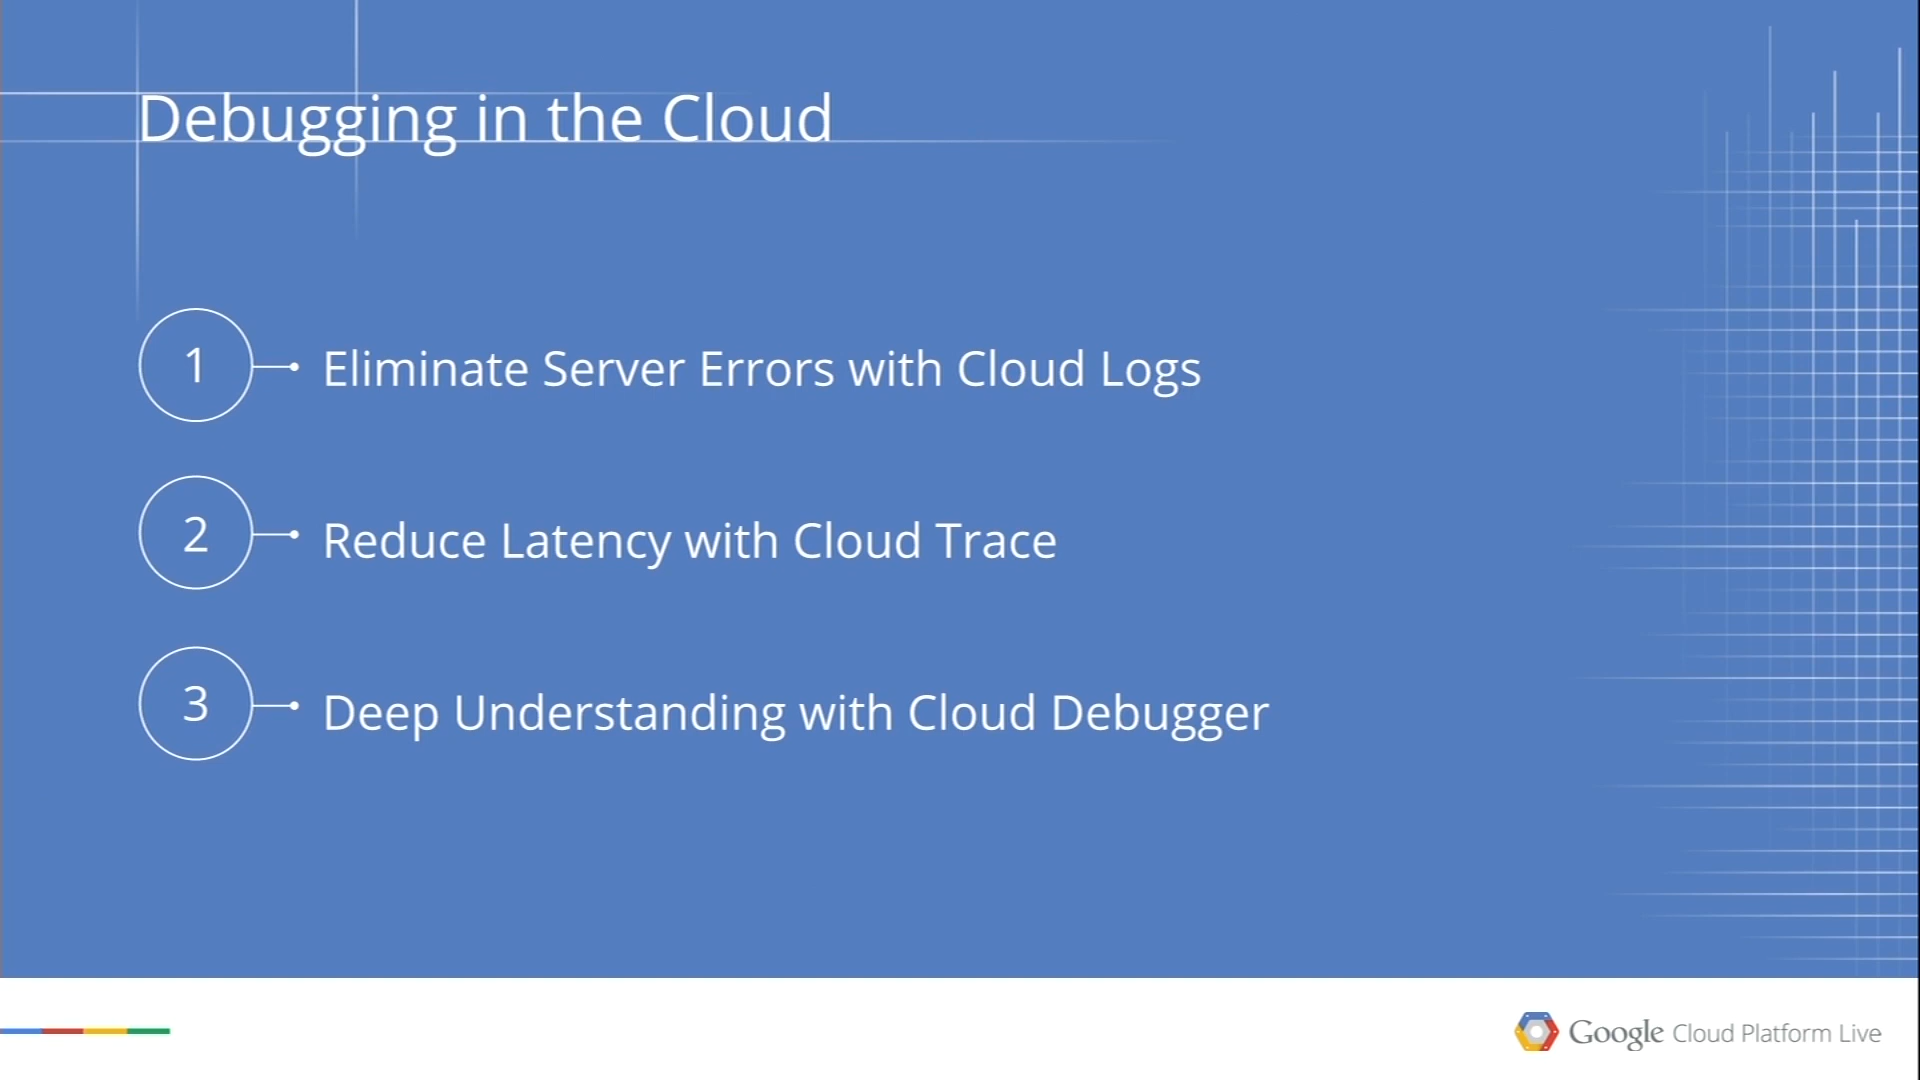 Debugging in the Cloud
1 Eliminate Server Errors with Cloud Logs
2 Reduce Latency with Cloud Trace
3 Deep Understanding with Cloud Debugger
Google Cloud Platform Live